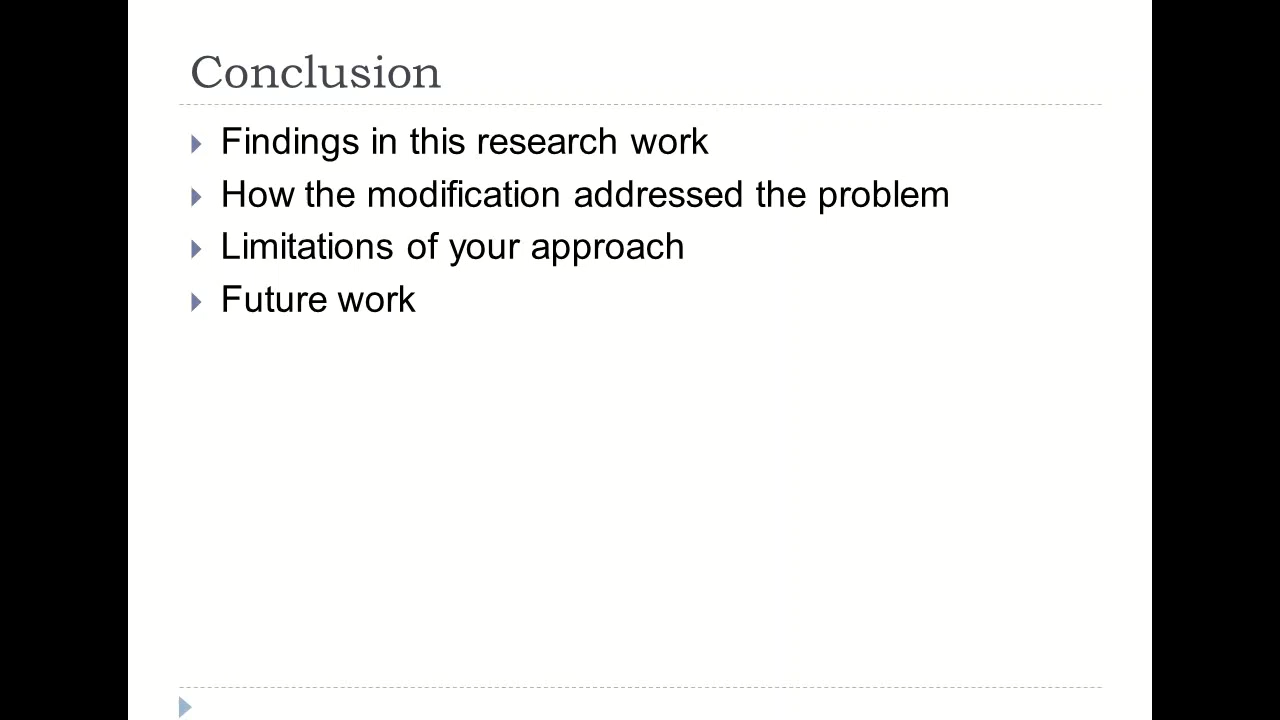 Conclusion
Findings in this research work
How the modification addressed the problem
Limitations of your approach
Future work